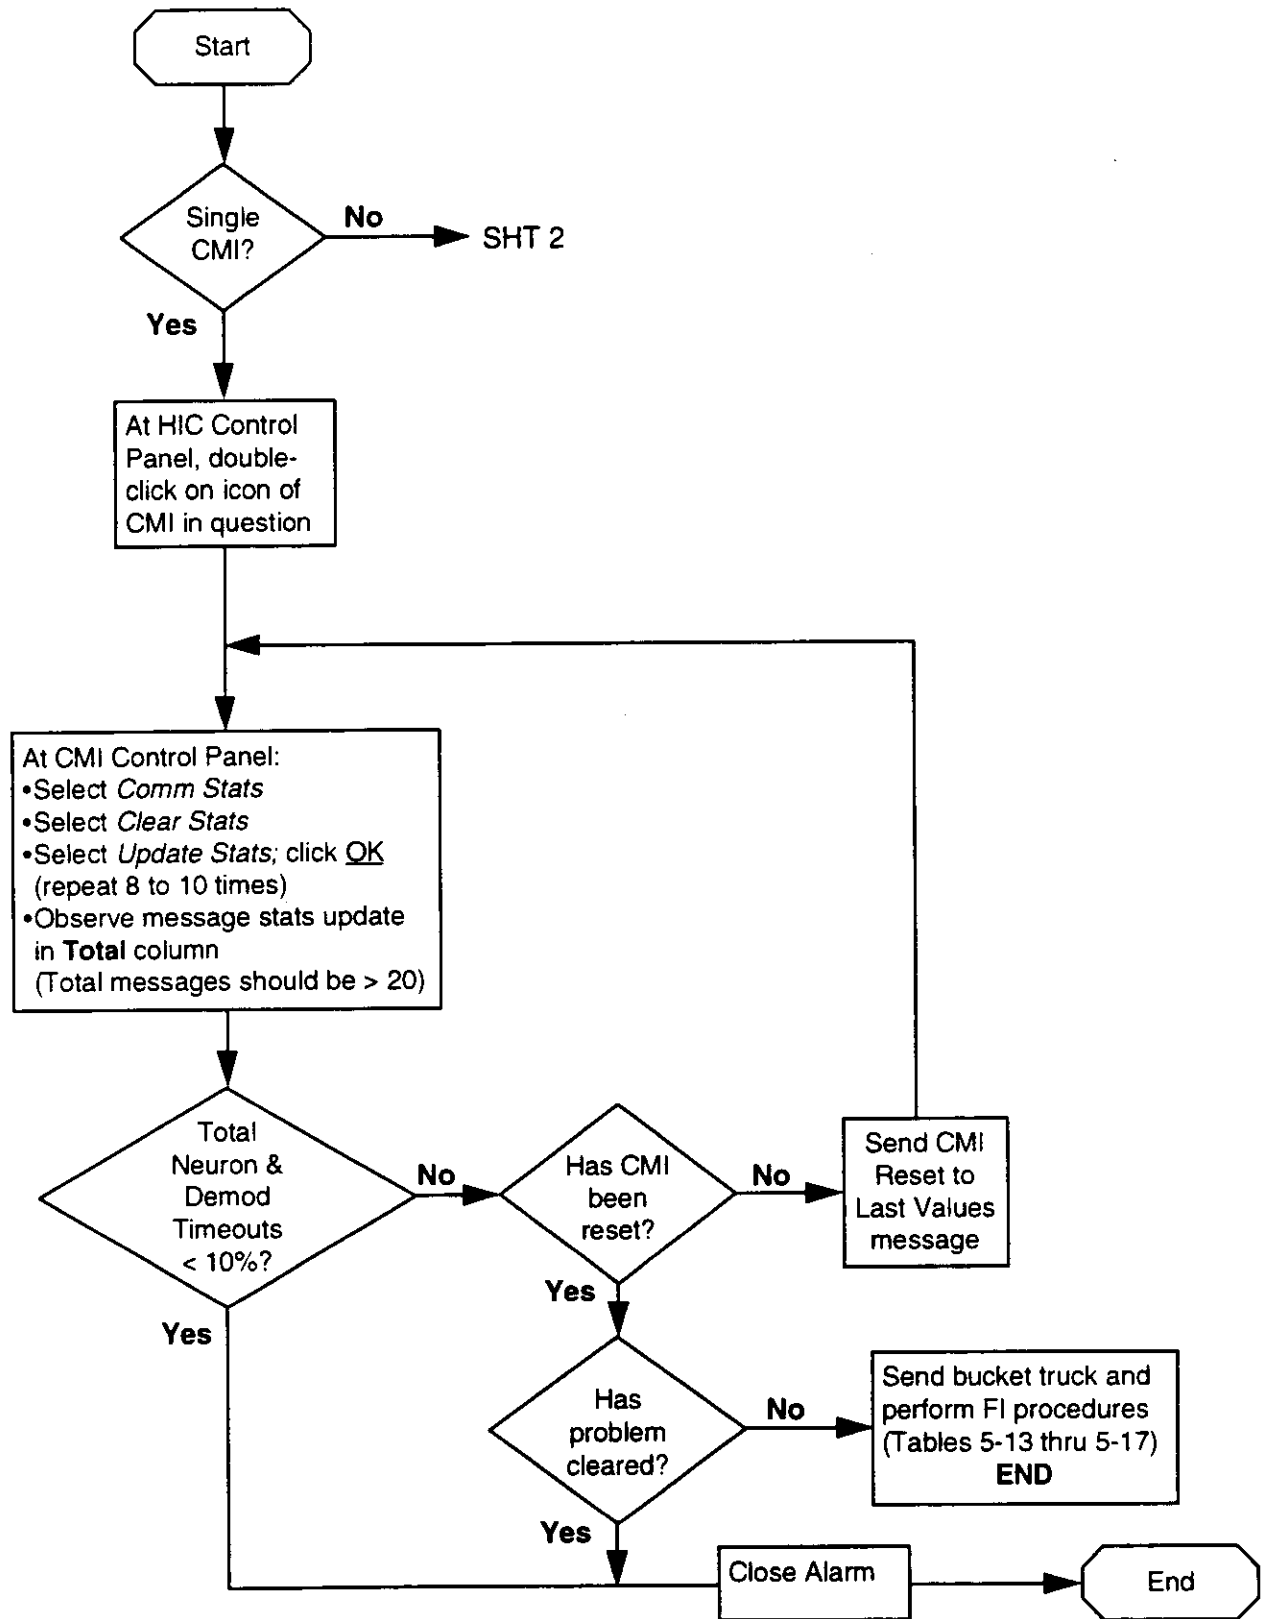 Start
Single
CMI?
No
SHT 2
Yes
At HIC Control
Panel, double-
click on icon of
CMI in question
At CMI Control Panel:
•Select Comm Stats
•Select Clear Stats
•Select Update Stats; click OK
(repeat 8 to 10 times)
•Observe message stats update
in Total column
(Total messages should be > 20)
Total
Neuron &
Demod
Timeouts
< 10%?
No
Has CMI
been
reset?
No
Send CMI
Reset to
Last Values
message
Yes
Yes
Has
problem
cleared?
No
Send bucket truck and
perform FI procedures
(Tables 5-13 thru 5-17)
END
Yes
Close Alarm
End